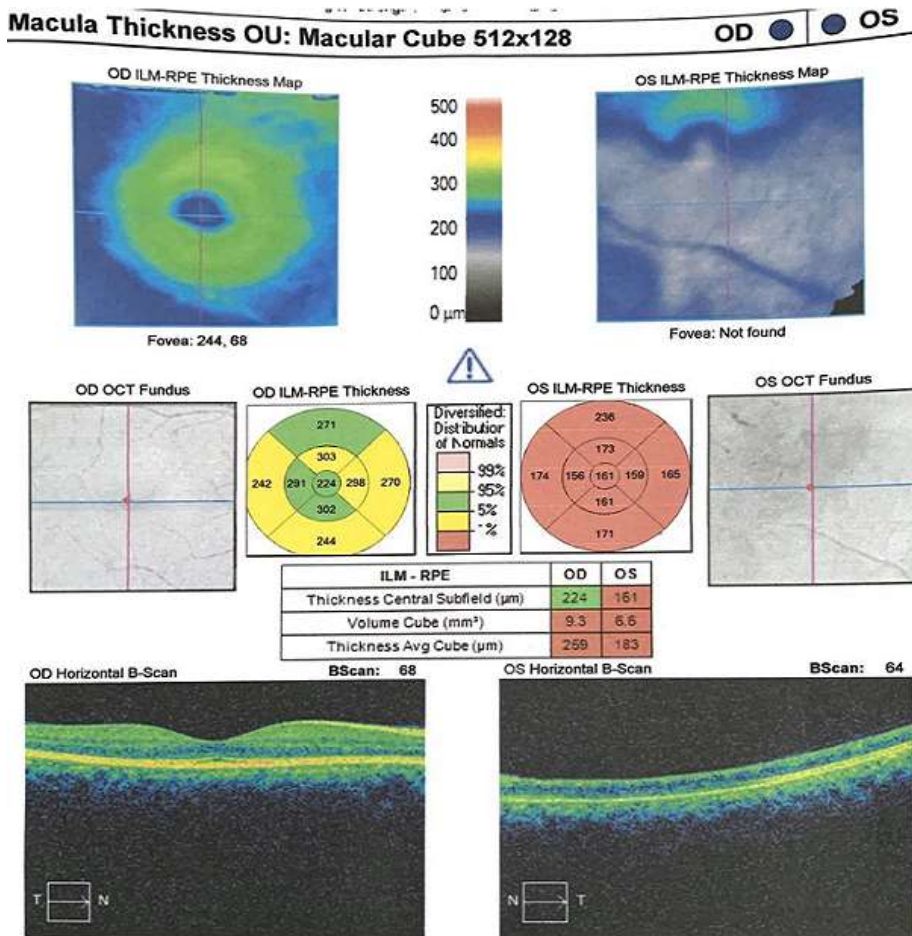 Macula Thickness OU: Macular Cube 512x128 OD OS
OD ILM-RPE Thickness Map
OS ILM-RPE Thickness Map
500
400
300
200
100
0 µm
Fovea: 244, 68
Fovea: Not found
OD OCT Fundus
OD ILM-RPE Thickness
OS ILM-RPE Thickness
OS OCT Fundus
271
303
242 291 224 298 270
302
244
Diversified:
Distribution
of Normals
99%
95%
5%
1%
236
173
174 156 161 159 165
161
171
ILM - RPE OD OS
Thickness Central Subfield (µm) 224 161
Volume Cube (mm³) 9.3 6.6
Thickness Avg Cube (µm) 259 183
OD Horizontal B-Scan BScan: 68
OS Horizontal B-Scan BScan: 64
T N
N T